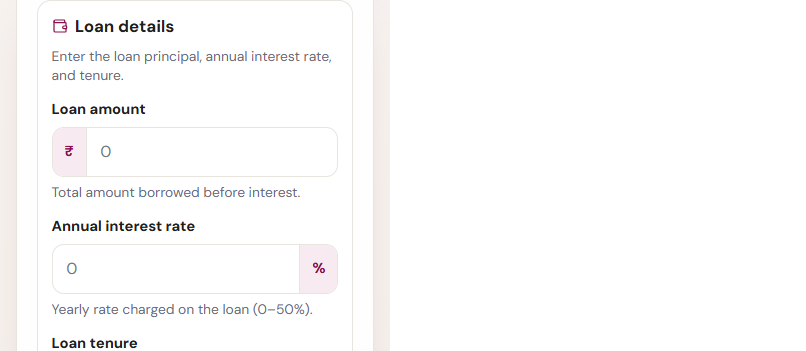 Loan details
Enter the loan principal, annual interest rate,
and tenure.
Loan amount
₹ 0
Total amount borrowed before interest.
Annual interest rate
0 %
Yearly rate charged on the loan (0–50%).
Loan tenure